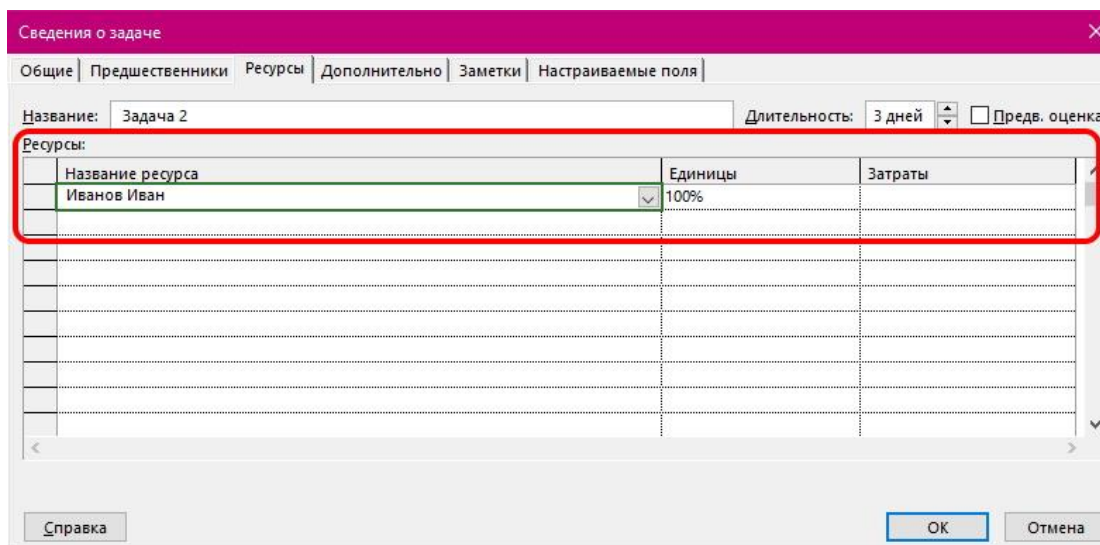 Сведения о задаче
Общие Предшественники Ресурсы Дополнительно Заметки Настраиваемые поля
Название: Задача 2 Длительность: 3 дней Предв. оценка
Ресурсы:
Название ресурса Единицы Затраты
Иванов Иван 100%
Справка ОК Отмена